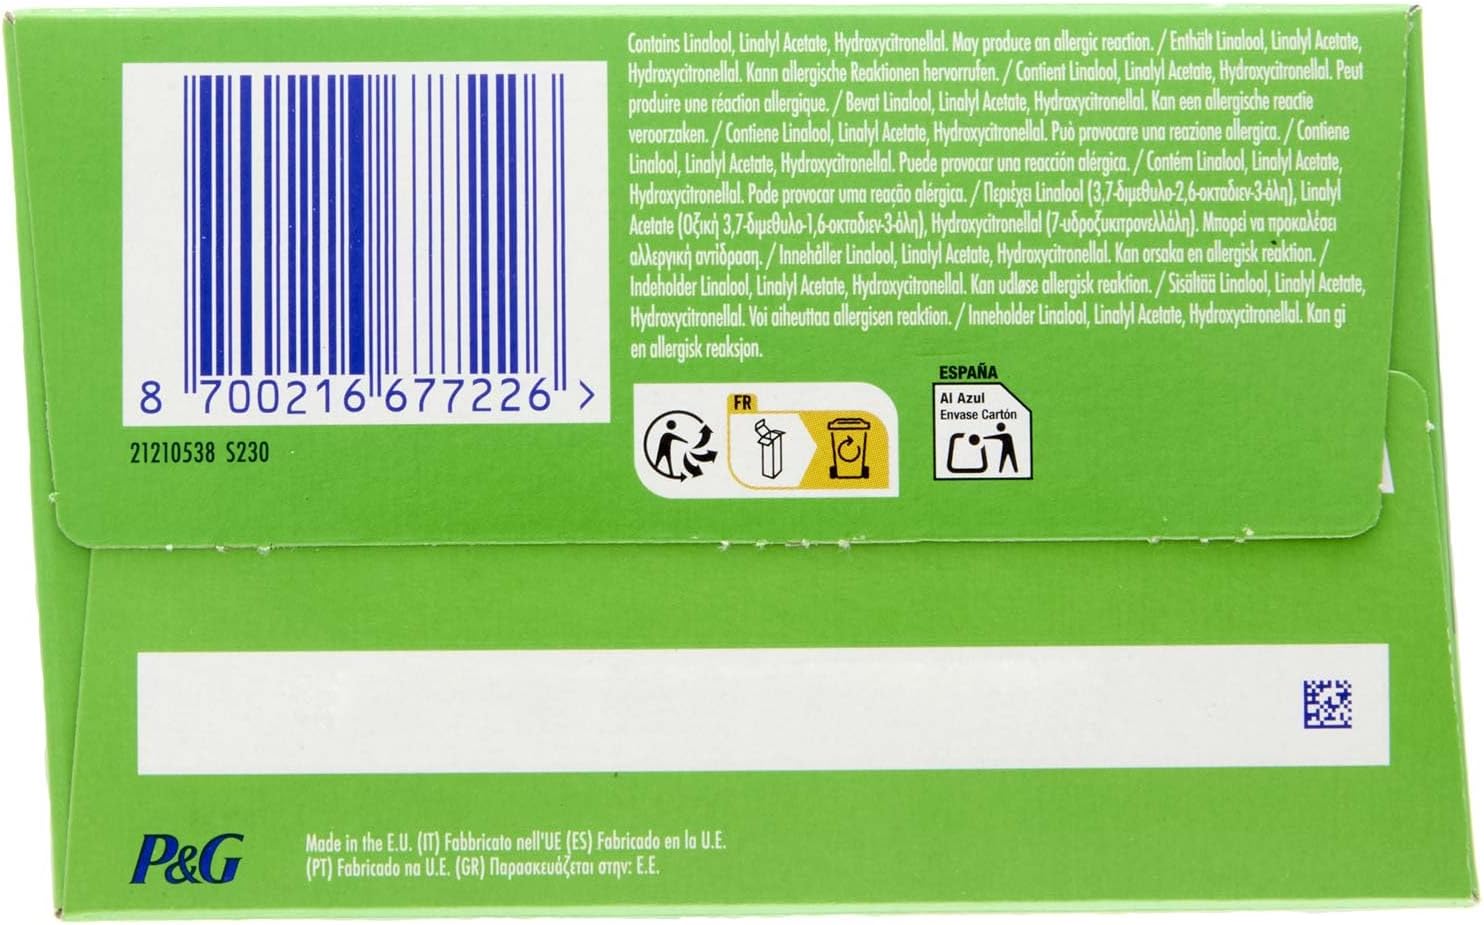 Contains Linalool, Linalyl Acetate, Hydroxycitronellal. May produce an allergic reaction. / Enthält Linalool, Linalyl Acetate,
Hydroxycitronellal. Kann allergische Reaktionen hervorrufen. / Contient Linalool, Linalyl Acetate, Hydroxycitronellal. Peut
produire une réaction allergique. / Bevat Linalool, Linalyl Acetate, Hydroxycitronellal. Kan een allergische reactie
veroorzaken. / Contiene Linalool, Linalyl Acetate, Hydroxycitronellal. Può provocare una reazione allergica. / Contiene
Linalool, Linalyl Acetate, Hydroxycitronellal. Puede provocar una reacción alérgica. / Contém Linalool, Linalyl Acetate,
Hydroxycitronellal. Pode provocar uma reação alérgica. / Περιέχει Linalool (3,7-διμεθυλο-2,6-οκταδιεν-3-όλη), Linalyl
Acetate (Οξική 3,7-διμεθυλο-1,6-οκταδιεν-3-όλη), Hydroxycitronellal (7-υδροξυκιτρονελλάλη). Μπορεί να προκαλέσει
αλλεργική αντίδραση. / Innehåller Linalool, Linalyl Acetate, Hydroxycitronellal. Kan orsaka en allergisk reaktion. /
Indeholder Linalool, Linalyl Acetate, Hydroxycitronellal. Kan udløse allergisk reaktion. / Sisältää Linalool, Linalyl Acetate,
Hydroxycitronellal. Voi aiheuttaa allergisen reaktion. / Inneholder Linalool, Linalyl Acetate, Hydroxycitronellal. Kan gi
en allergisk reaksjon.
8 700216 677226 >
21210538 S230
FR
ESPAÑA
Al Azul
Envase Cartón
P&G
Made in the E.U. (IT) Fabbricato nell'UE (ES) Fabricado en la U.E.
(PT) Fabricado na U.E. (GR) Παρασκευάζεται στην: Ε.Ε.